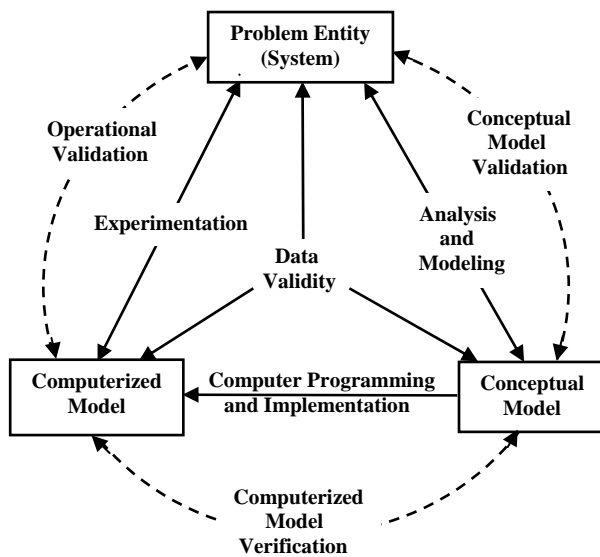 Problem Entity
(System)
Operational
Validation
Conceptual
Model
Validation
Experimentation
Analysis
and
Modeling
Data
Validity
Computerized
Model
Computer Programming
and Implementation
Conceptual
Model
Computerized
Model
Verification